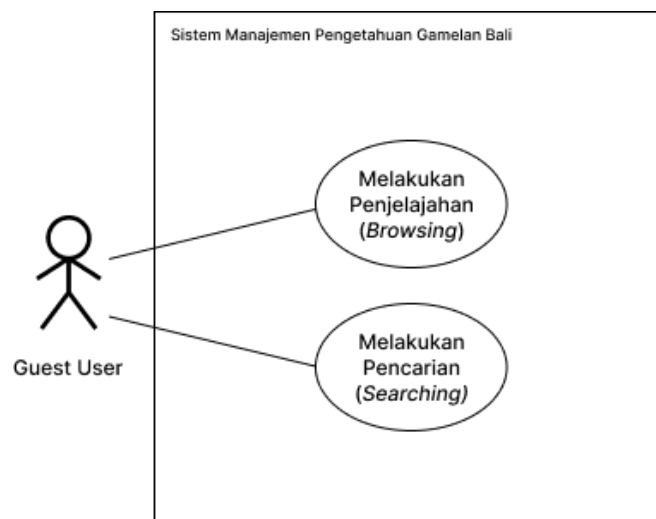 Sistem Manajemen Pengetahuan Gamelan Bali
Melakukan
Penjelajahan
(Browsing)
Guest User
Melakukan
Pencarian
(Searching)